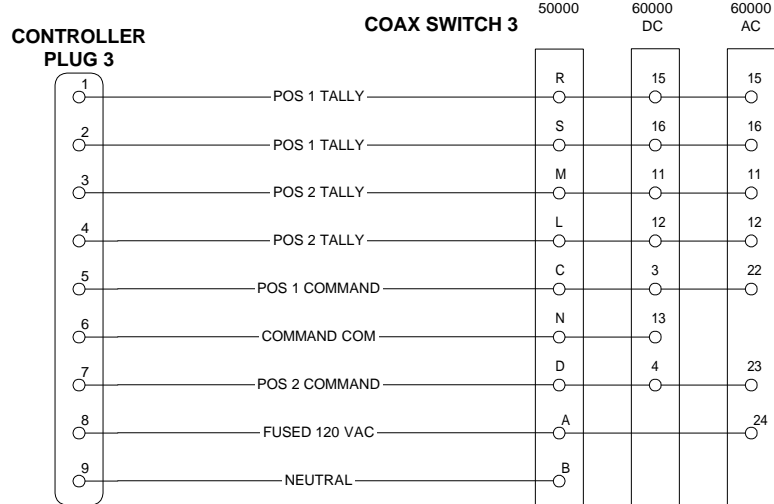 50000 60000 60000
COAX SWITCH 3 DC AC
CONTROLLER
PLUG 3
1 POS 1 TALLY R 15 15
2 POS 1 TALLY S 16 16
3 POS 2 TALLY M 11 11
4 POS 2 TALLY L 12 12
5 POS 1 COMMAND C 3 22
6 COMMAND COM N 13
7 POS 2 COMMAND D 4 23
8 FUSED 120 VAC A 24
9 NEUTRAL B